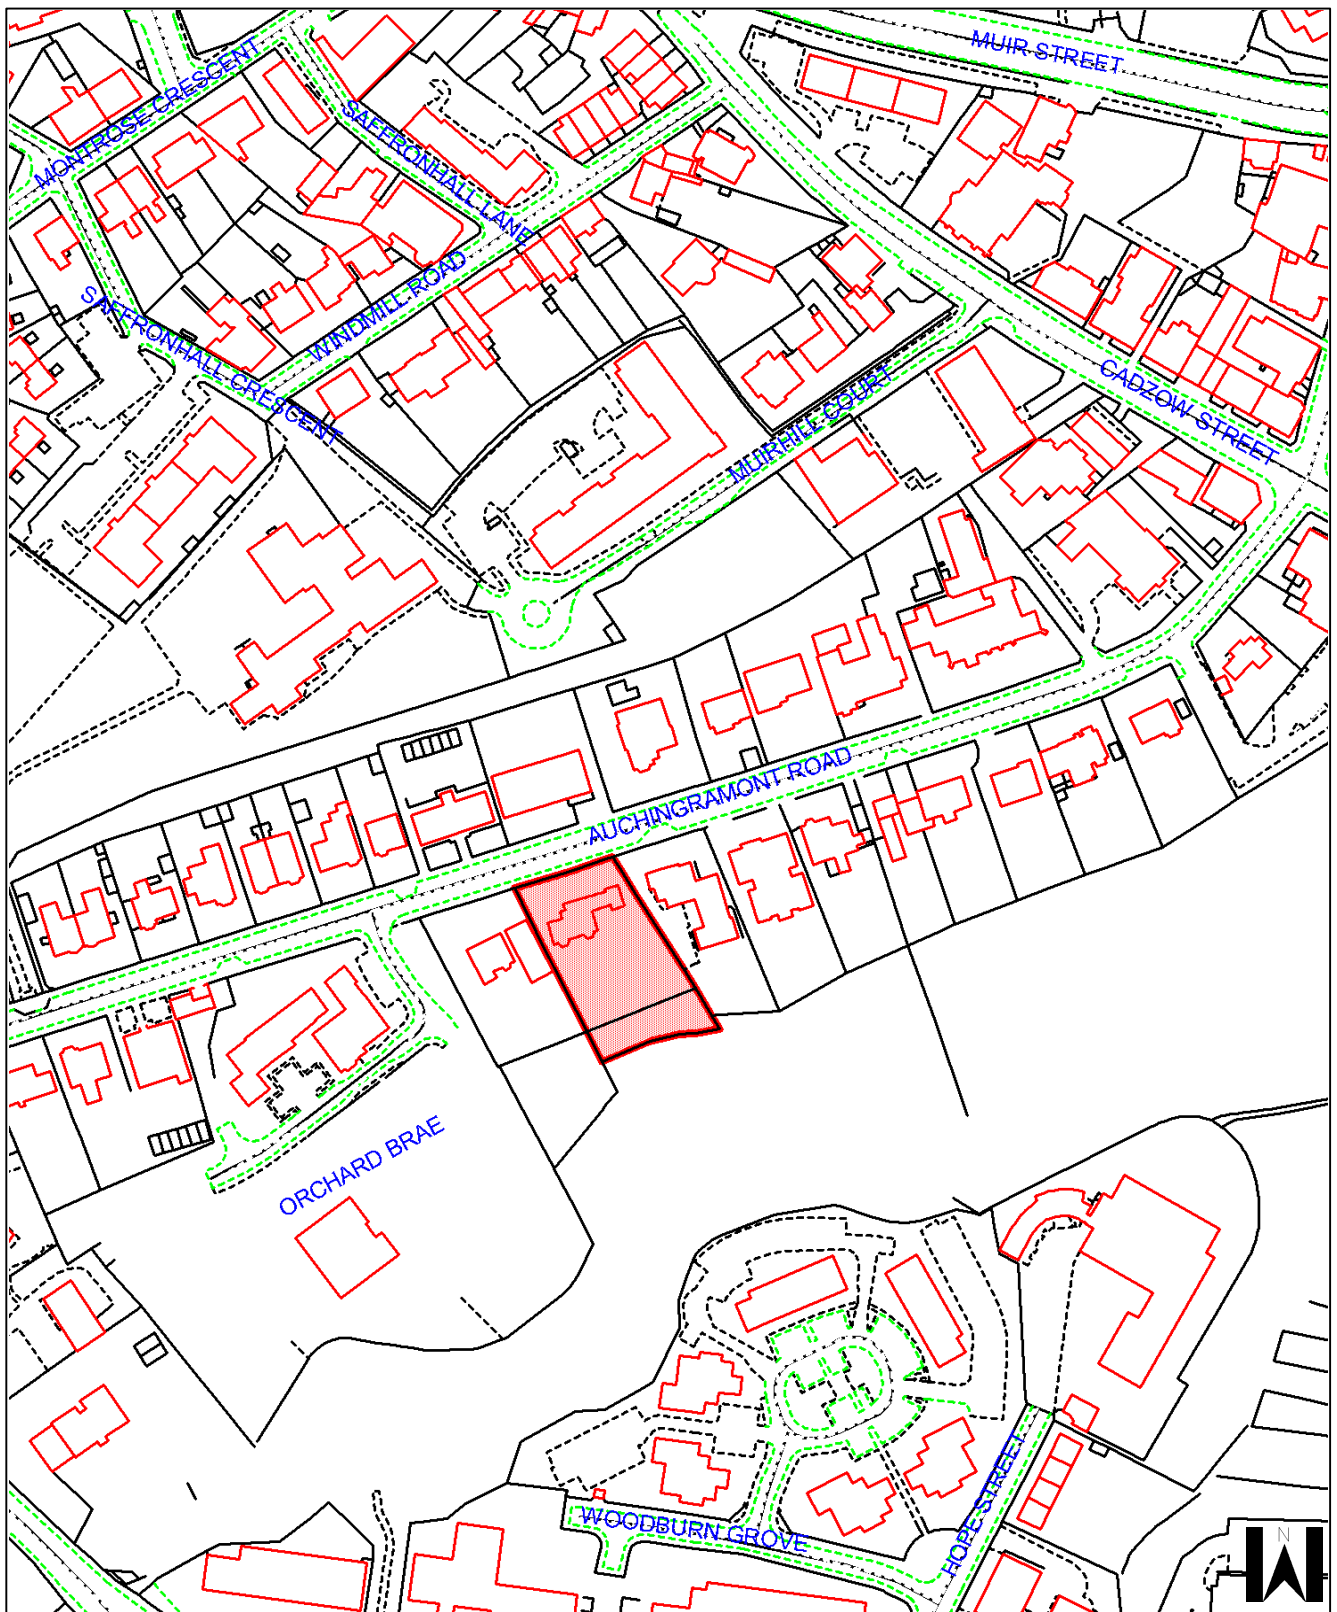 MUIR STREET
MONTROSE CRESCENT
SAFFRONHALL LANE
WINDMILL ROAD
SAFFRONHALL CRESCENT
MUIRHILL COURT
CADZOW STREET
AUCHINGRAMONT ROAD
ORCHARD BRAE
HOPE STREET
WOODBURN GROVE
N